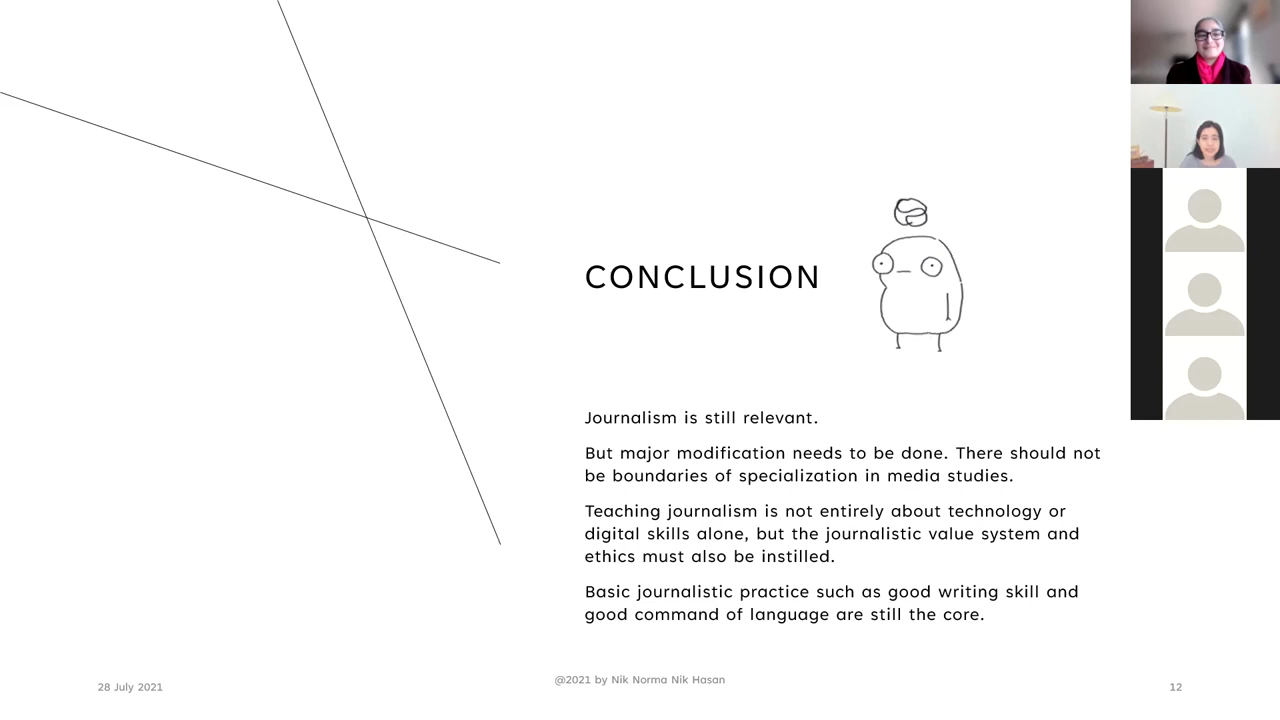 CONCLUSION
Journalism is still relevant.
But major modification needs to be done. There should not
be boundaries of specialization in media studies.
Teaching journalism is not entirely about technology or
digital skills alone, but the journalistic value system and
ethics must also be instilled.
Basic journalistic practice such as good writing skill and
good command of language are still the core.
28 July 2021
@2021 by Nik Norma Nik Hasan
12